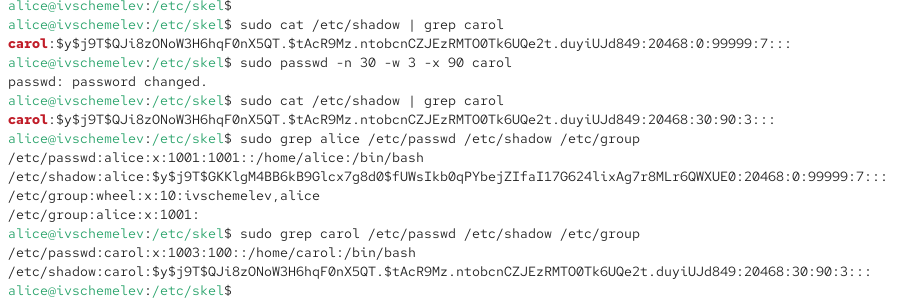 alice@ivschemelev:/etc/skel$
alice@ivschemelev:/etc/skel$ sudo cat /etc/shadow | grep carol
carol:$y$j9T$QJi8zONoW3H6hqF0nX5QT.$tAcR9Mz.ntobcnCZJEzRMTO0Tk6UQe2t.duyiUJd849:20468:0:99999:7:::
alice@ivschemelev:/etc/skel$ sudo passwd -n 30 -w 3 -x 90 carol
passwd: password changed.
alice@ivschemelev:/etc/skel$ sudo cat /etc/shadow | grep carol
carol:$y$j9T$QJi8zONoW3H6hqF0nX5QT.$tAcR9Mz.ntobcnCZJEzRMTO0Tk6UQe2t.duyiUJd849:20468:30:90:3:::
alice@ivschemelev:/etc/skel$ sudo grep alice /etc/passwd /etc/shadow /etc/group
/etc/passwd:alice:x:1001:1001::/home/alice:/bin/bash
/etc/shadow:alice:$y$j9T$GKKlgM4BB6kB9Glcx7g8d0$fUWsIkb0qPYbejZIfaI17G624lixAg7r8MLr6QWXUE0:20468:0:99999:7:::
/etc/group:wheel:x:10:ivschemelev,alice
/etc/group:alice:x:1001:
alice@ivschemelev:/etc/skel$ sudo grep carol /etc/passwd /etc/shadow /etc/group
/etc/passwd:carol:x:1003:100::/home/carol:/bin/bash
/etc/shadow:carol:$y$j9T$QJi8zONoW3H6hqF0nX5QT.$tAcR9Mz.ntobcnCZJEzRMTO0Tk6UQe2t.duyiUJd849:20468:30:90:3:::
alice@ivschemelev:/etc/skel$